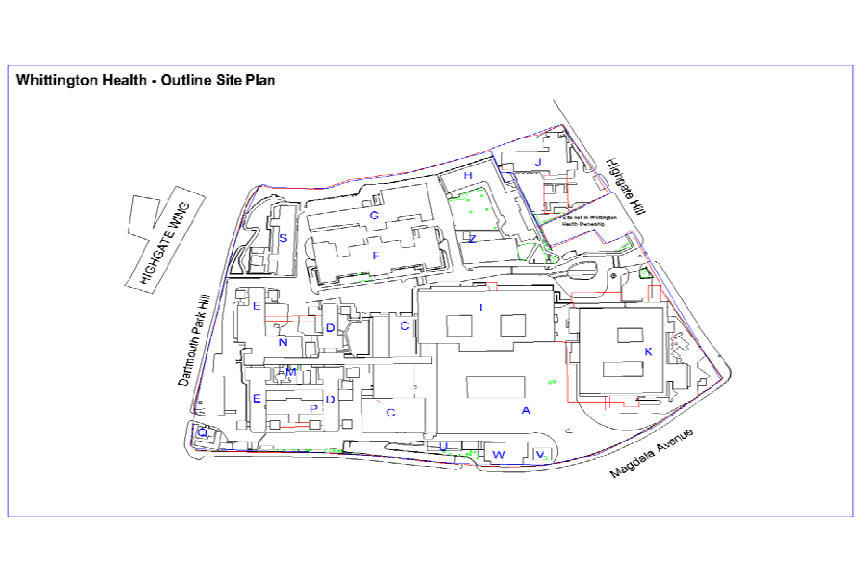 Whittington Health - Outline Site Plan
J
Highgate Hill
H
HIGHGATE WING
G
Site not in Whittington
Health Ownership
S
Z
F
E
I
D
C
N
K
Dartmouth Park Hill
M
E
D
P
C
A
Q
U
W
V
Magdala Avenue